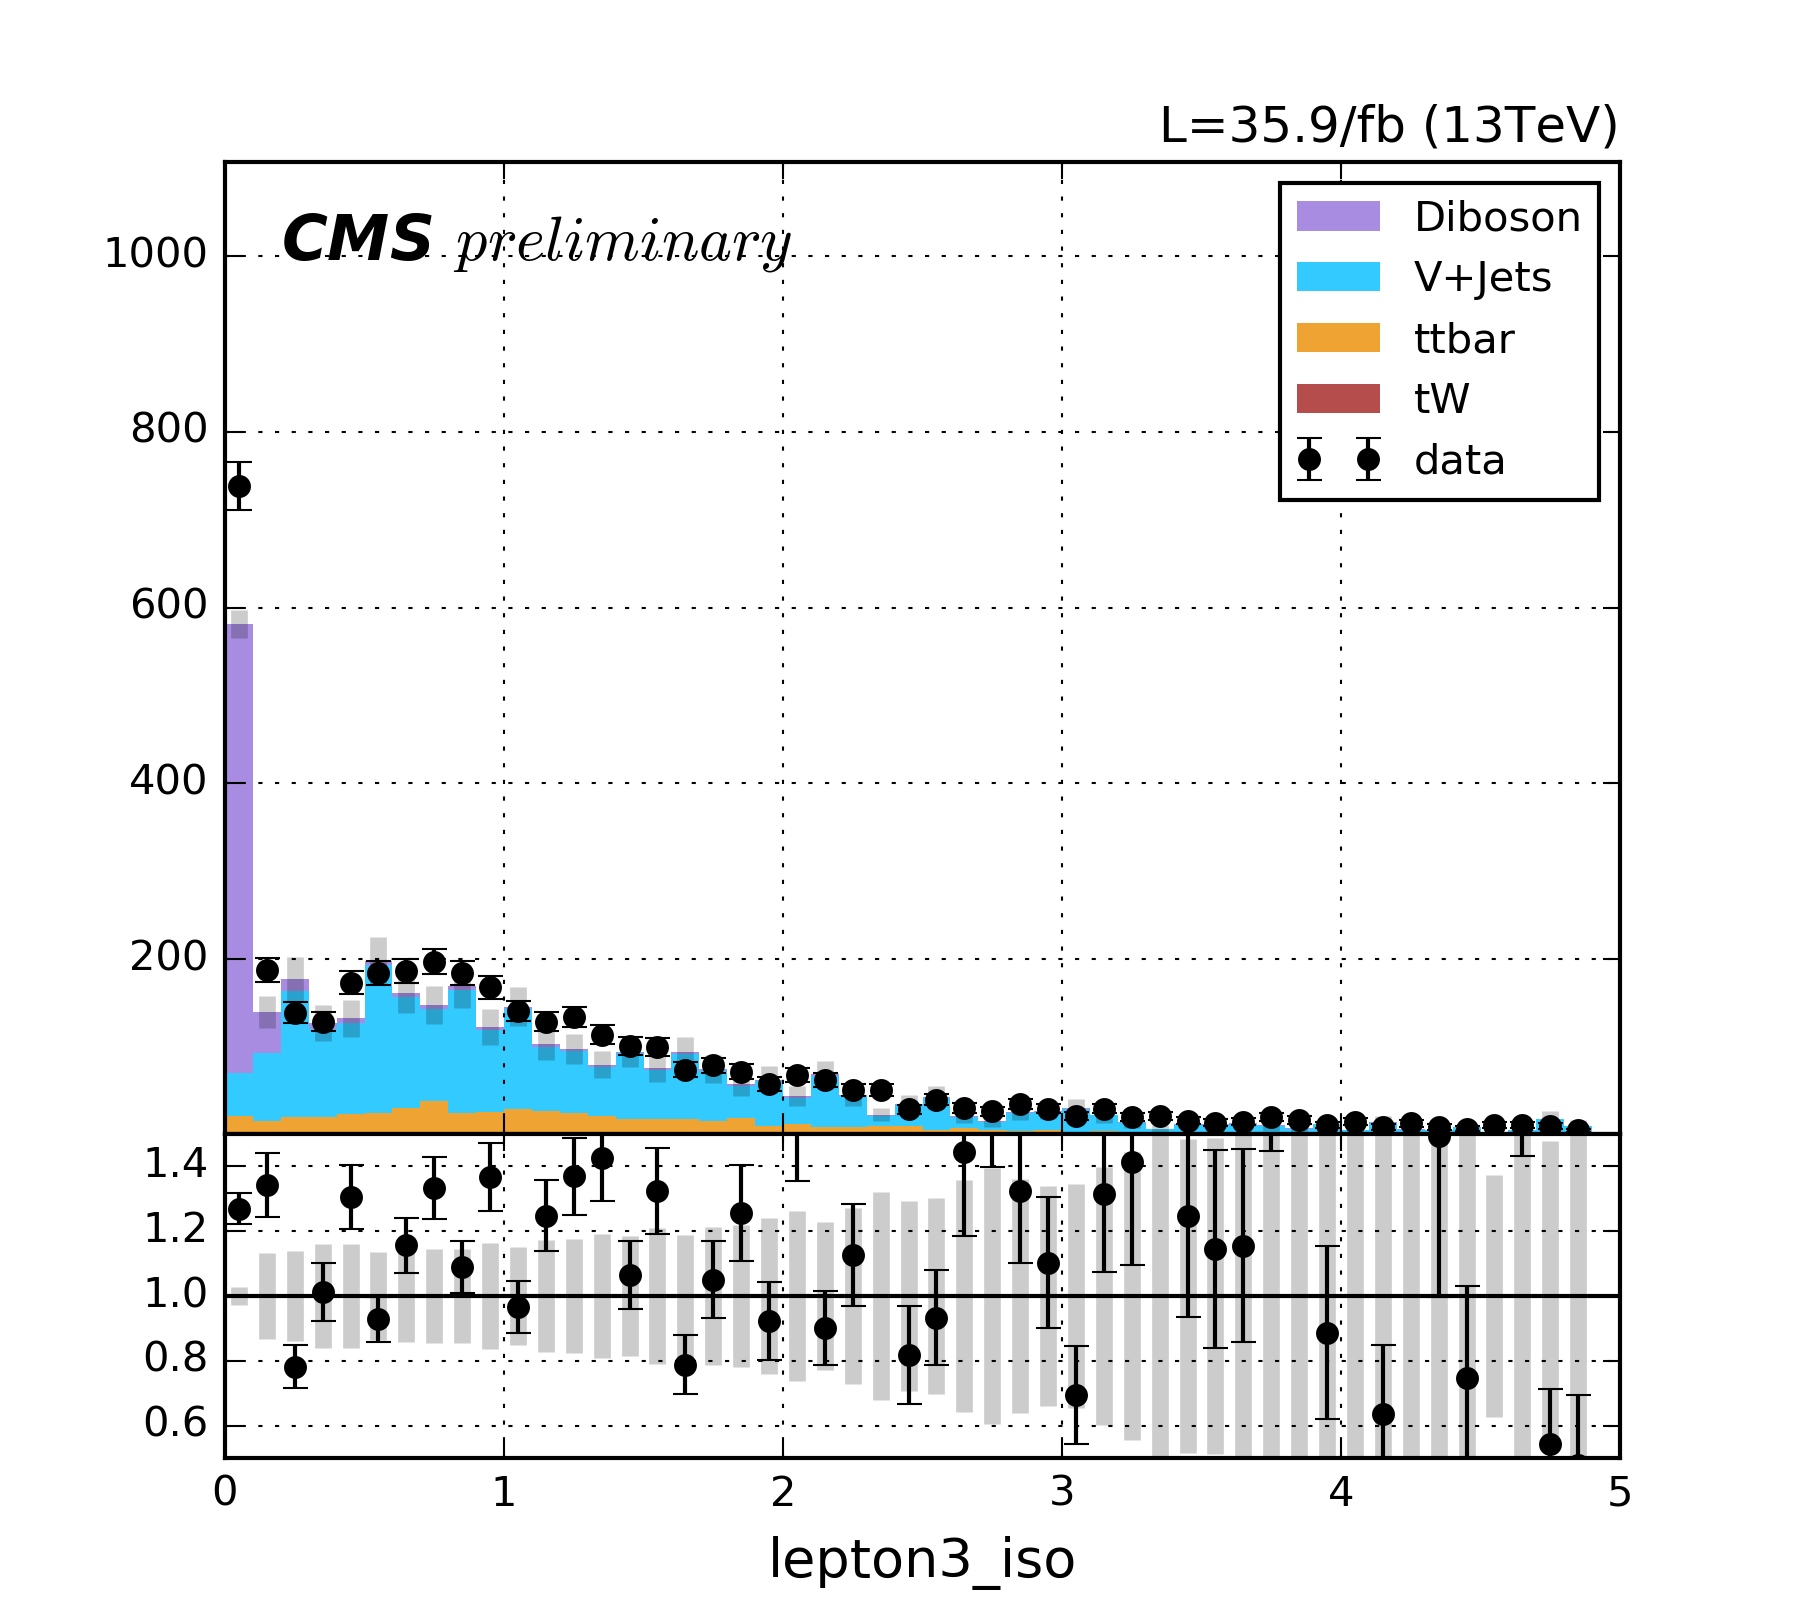 L=35.9/fb (13TeV)
CMS preliminary
Diboson
V+Jets
ttbar
tW
data
1000
800
600
400
200
1.4
1.2
1.0
0.8
0.6
0 1 2 3 4 5
lepton3_iso